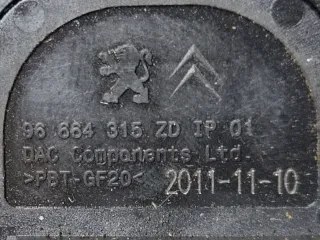 96 664 315 ZD IP 01
DAC Components Ltd.
>PBT-GF20< 2011-11-10